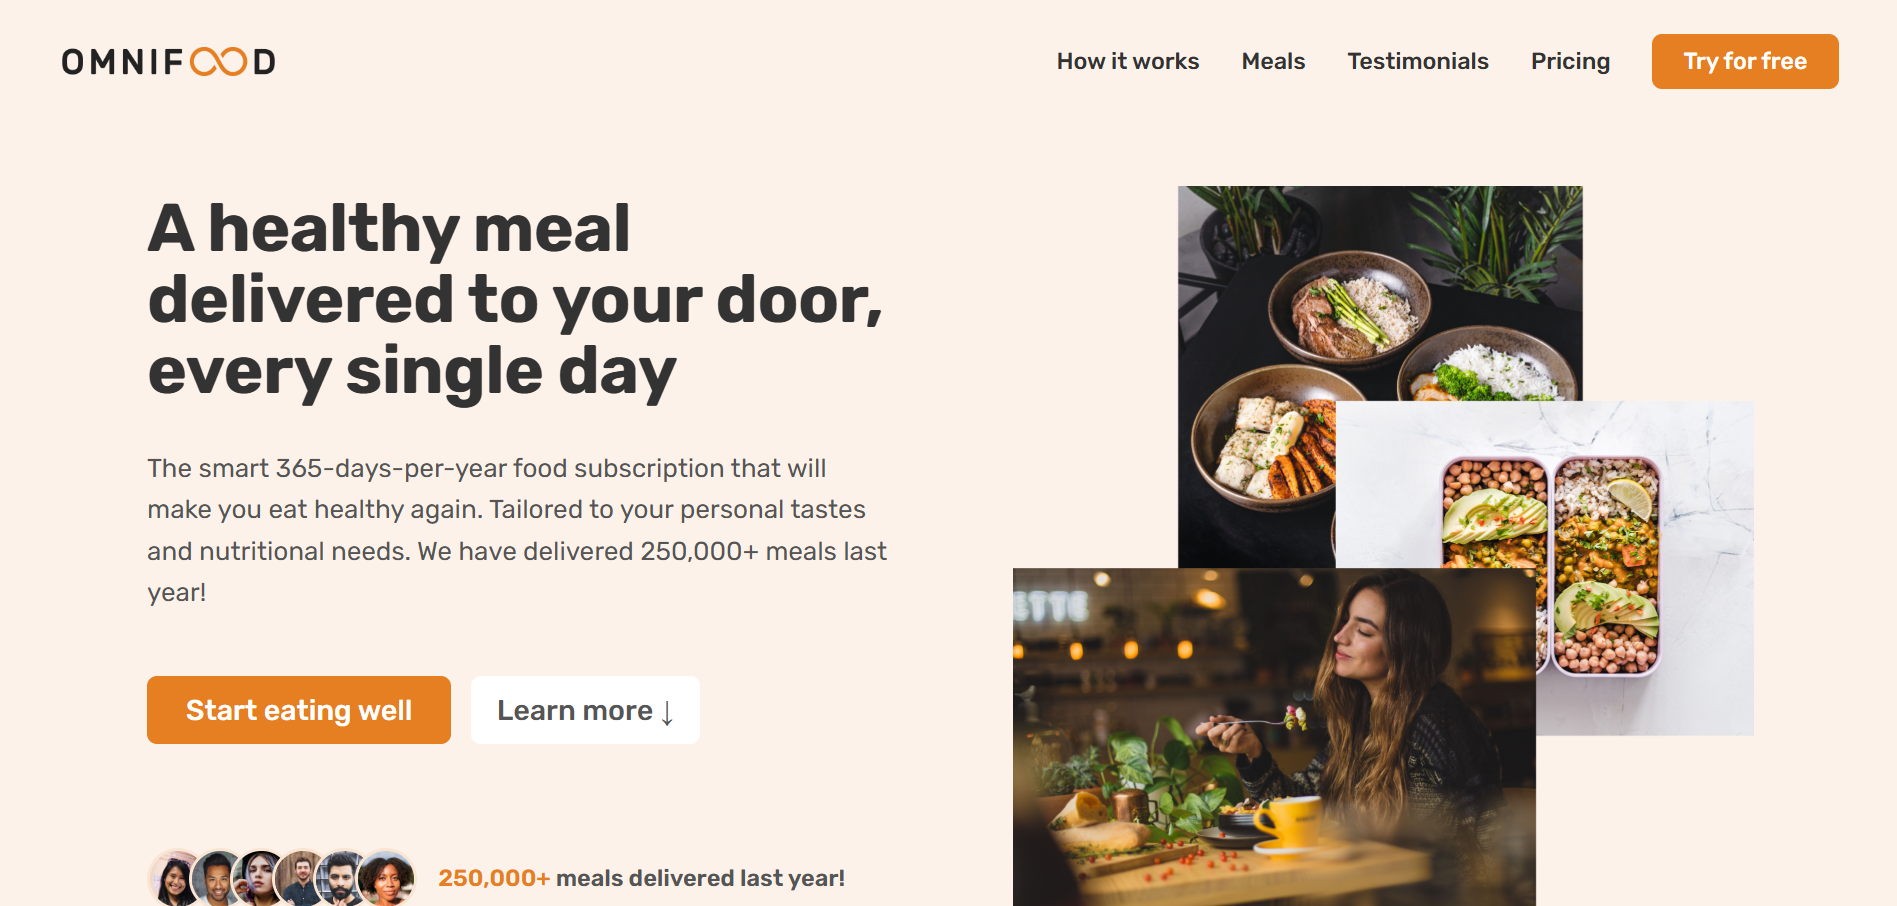 OMNIFOOD
How it works
Meals
Testimonials
Pricing
Try for free
A healthy meal
delivered to your door,
every single day
The smart 365-days-per-year food subscription that will
make you eat healthy again. Tailored to your personal tastes
and nutritional needs. We have delivered 250,000+ meals last
year!
Start eating well
Learn more ↓
250,000+ meals delivered last year!